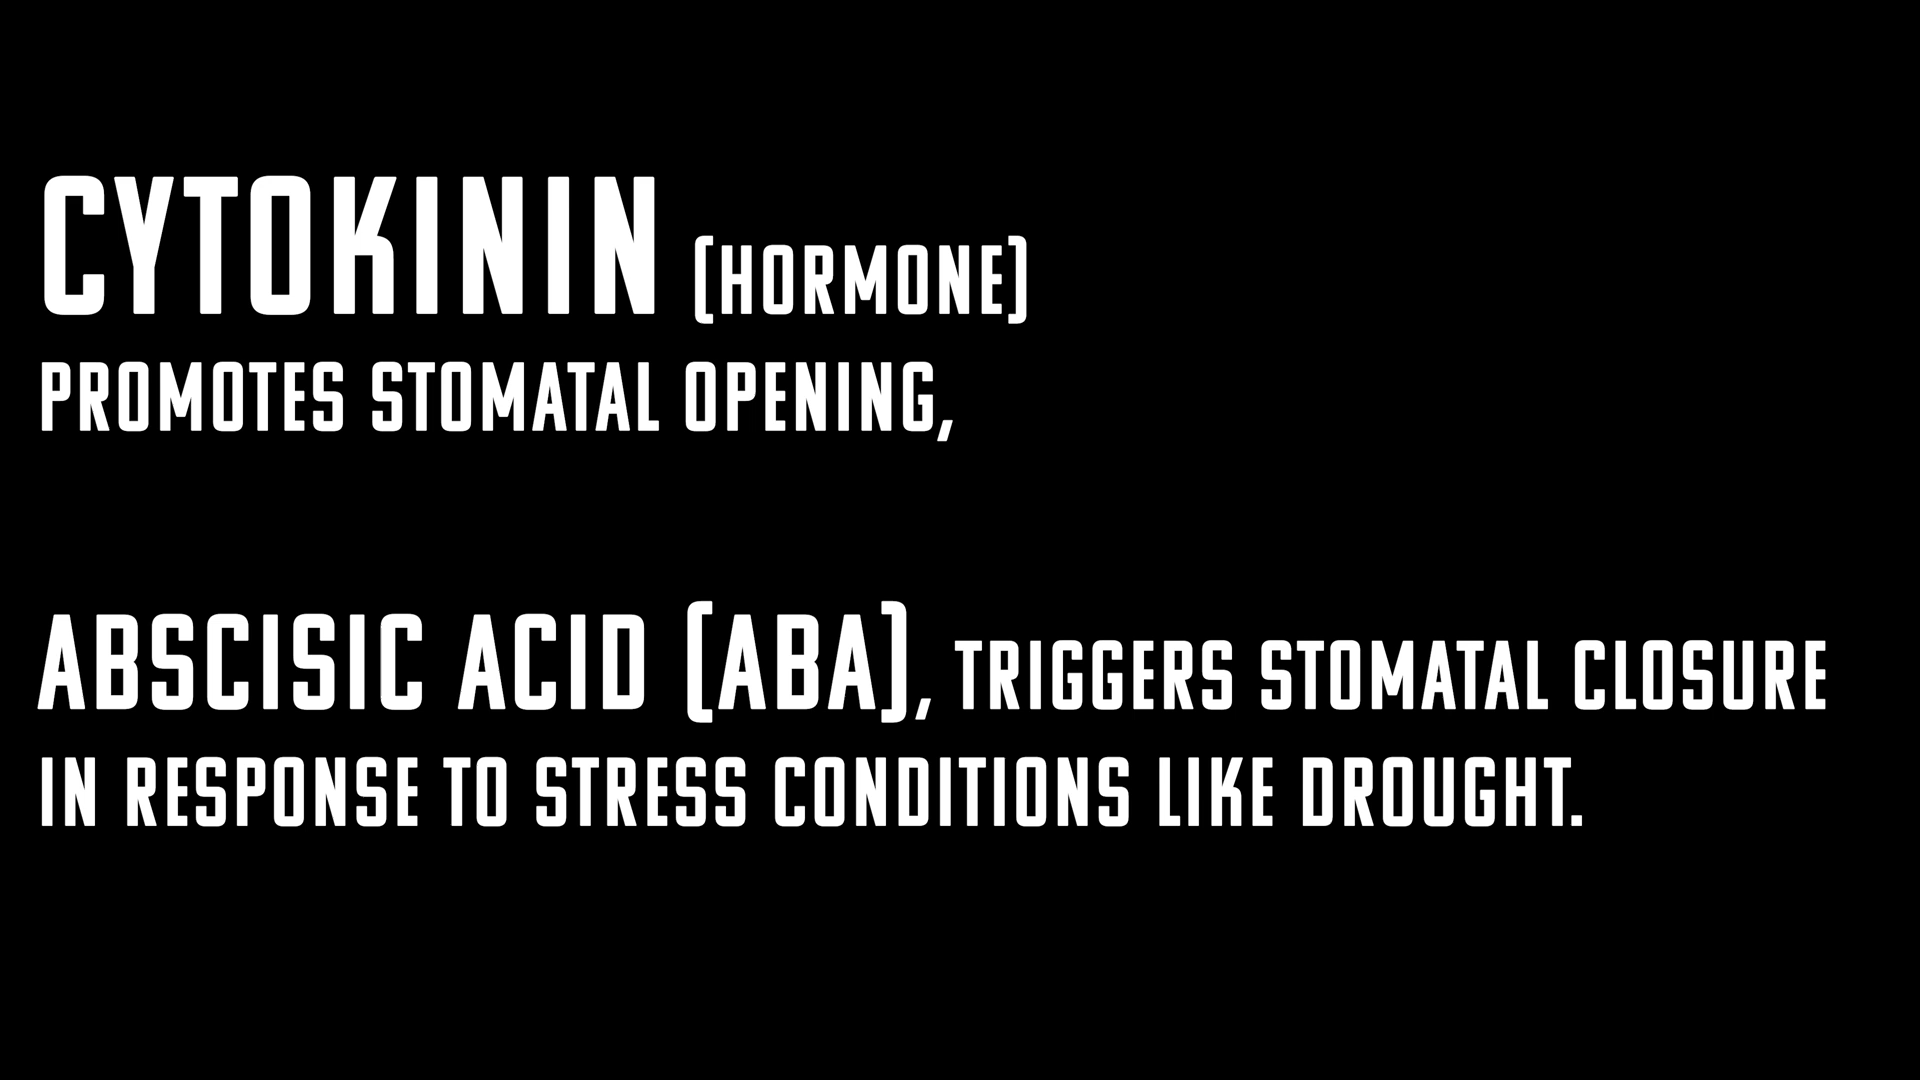 CYTOKININ (HORMONE)
PROMOTES STOMATAL OPENING,
ABSCISIC ACID (ABA), TRIGGERS STOMATAL CLOSURE
IN RESPONSE TO STRESS CONDITIONS LIKE DROUGHT.